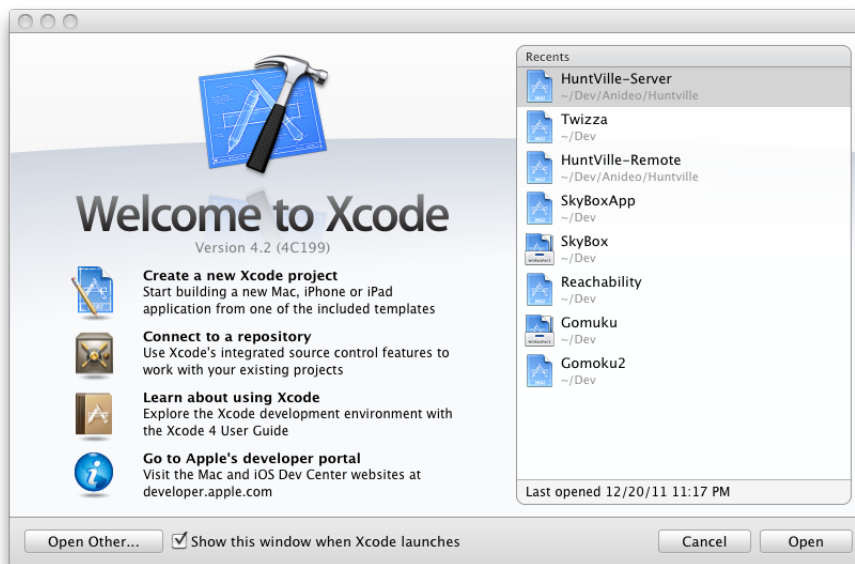 Welcome to Xcode
Version 4.2 (4C199)
Create a new Xcode project
Start building a new Mac, iPhone or iPad
application from one of the included templates
Connect to a repository
Use Xcode's integrated source control features to
work with your existing projects
Learn about using Xcode
Explore the Xcode development environment with
the Xcode 4 User Guide
Go to Apple's developer portal
Visit the Mac and iOS Dev Center websites at
developer.apple.com
Recents
HuntVille-Server
~/Dev/Anideo/Huntville
Twizza
~/Dev
HuntVille-Remote
~/Dev/Anideo/Huntville
SkyBoxApp
~/Dev
SkyBox
~/Dev
Reachability
~/Dev
Gomuku
~/Dev
Gomoku2
~/Dev
Last opened 12/20/11 11:17 PM
Open Other...
Show this window when Xcode launches
Cancel
Open